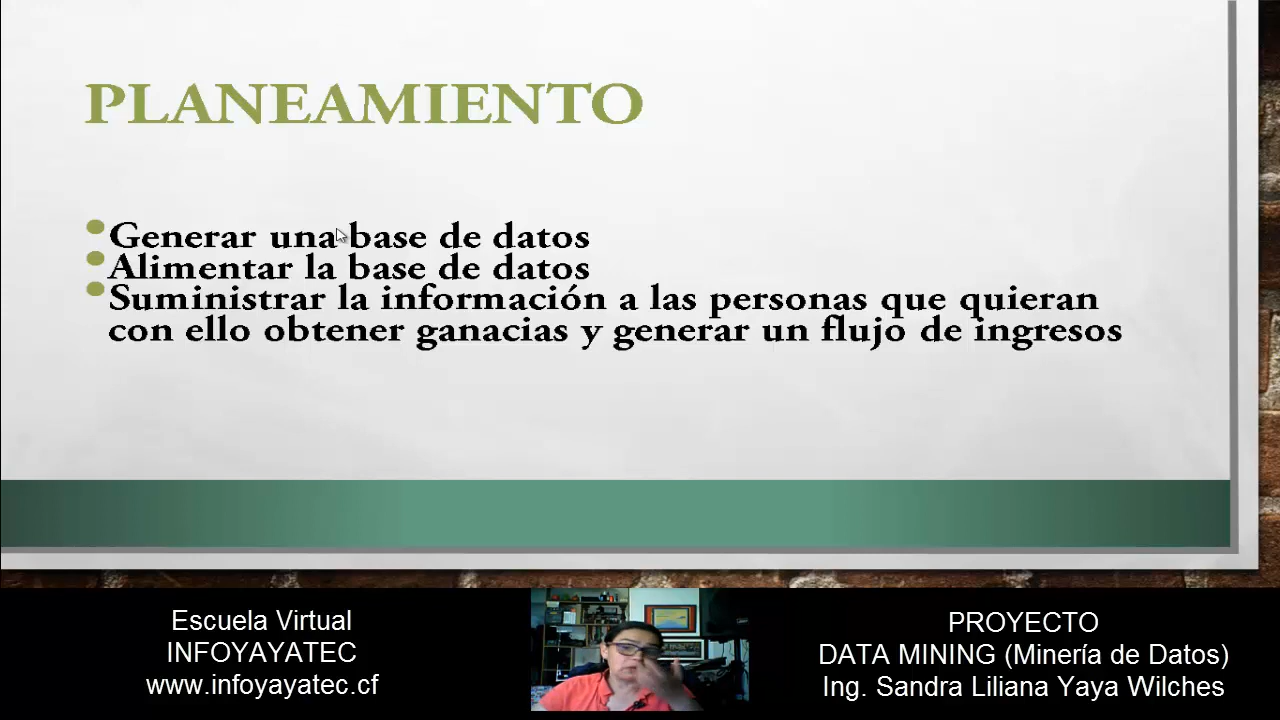 PLANEAMIENTO
Generar una base de datos
Alimentar la base de datos
Suministrar la información a las personas que quieran
con ello obtener ganacias y generar un flujo de ingresos
Escuela Virtual
INFOYAYATEC
www.infoyayatec.cf
PROYECTO
DATA MINING (Minería de Datos)
Ing. Sandra Liliana Yaya Wilches